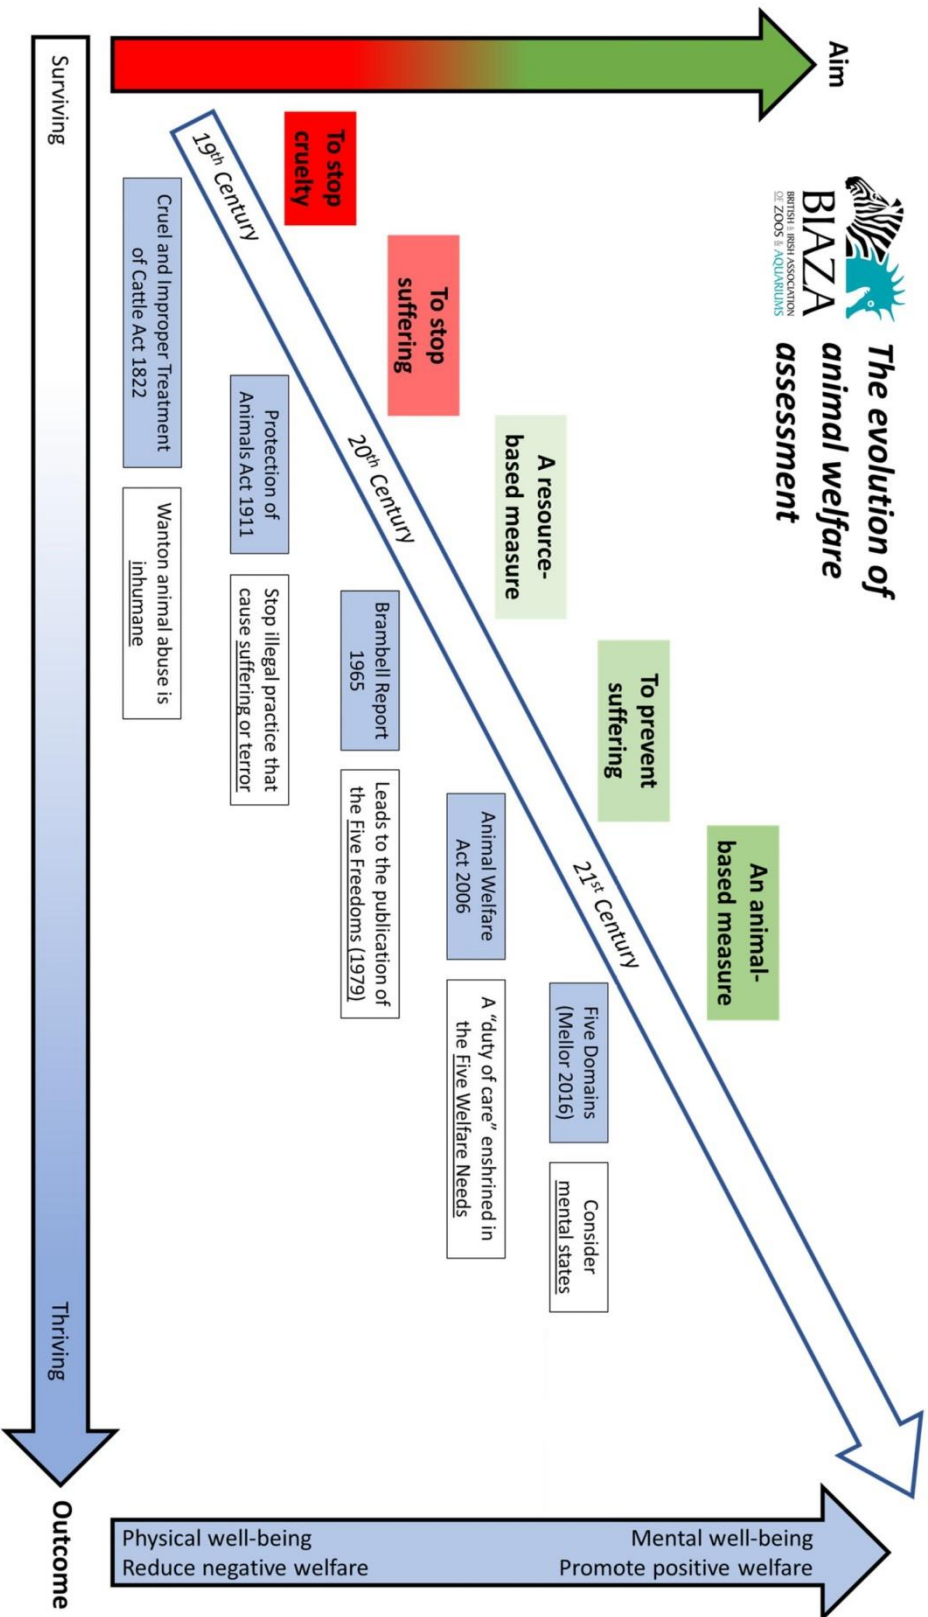 Aim
BIAZA
BRITISH & IRISH ASSOCIATION
OF ZOOS & AQUARIUMS
The evolution of
animal welfare
assessment
To stop
cruelty
To stop
suffering
A resource-
based measure
To prevent
suffering
An animal-
based measure
19th Century
20th Century
21st Century
Cruel and Improper Treatment
of Cattle Act 1822
Wanton animal abuse is
inhumane
Protection of
Animals Act 1911
Stop illegal practice that
cause suffering or terror
Brambell Report
1965
Leads to the publication of
the Five Freedoms (1979)
Animal Welfare
Act 2006
A “duty of care” enshrined in
the Five Welfare Needs
Five Domains
(Mellor 2016)
Consider
mental states
Mental well-being
Promote positive welfare
Physical well-being
Reduce negative welfare
Surviving
Thriving
Outcome